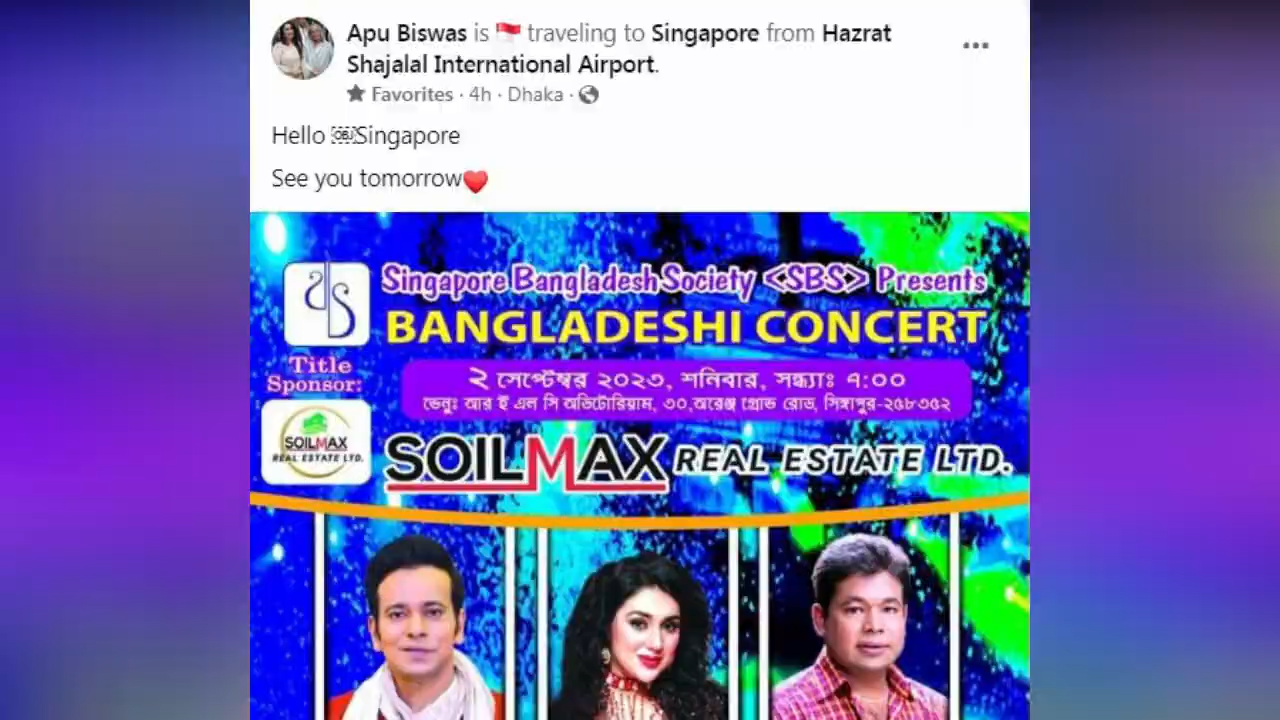 Apu Biswas is 🇸🇬 traveling to Singapore from Hazrat
Shajalal International Airport.
Favorites · 4h · Dhaka ·
Hello OBJ Singapore
See you tomorrow❤️
Singapore Bangladesh Society <SBS> Presents
BANGLADESHI CONCERT
Title
Sponsor:
২ সেপ্টেম্বর ২০২৩, শনিবার, সন্ধ্যাঃ ৭:০০
ভেনুঃ আর ই এল সি অডিটোরিয়াম, ৩০,অরেঞ্জ গ্রোভ রোড, সিঙ্গাপুর-২৫৮৩৫২
SOILMAX
REAL ESTATE LTD.
SOILMAX REAL ESTATE LTD.